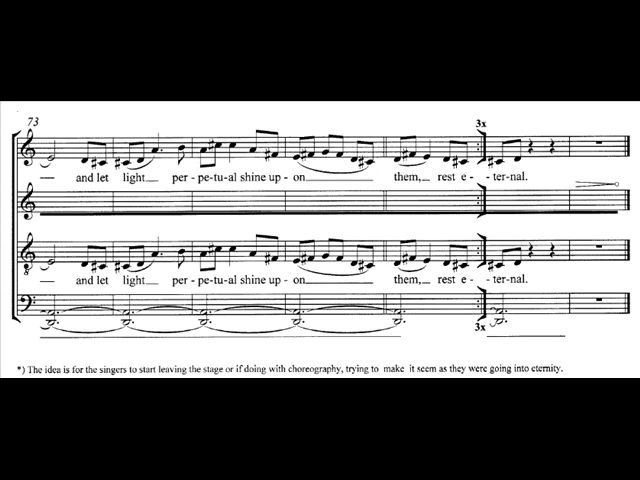 73
3x
and let light per - pe-tu-al shine up - on them, rest e - ter-nal.
and let light per - pe-tu-al shine up - on them, rest e - ter-nal.
8
3x
*) The idea is for the singers to start leaving the stage or if doing with choreography, trying to make it seem as they were going into eternity.